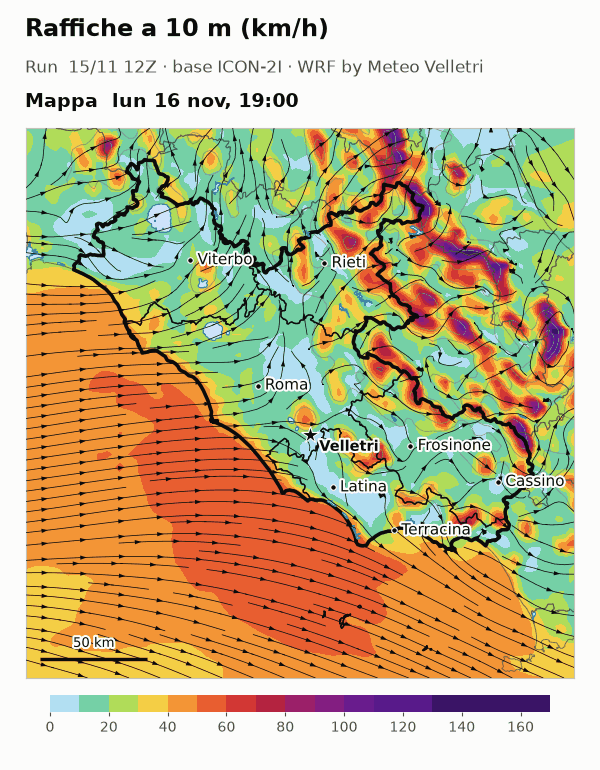 Raffiche a 10 m (km/h)
Run  15/11 12Z · base ICON-2I · WRF by Meteo Velletri
Mappa  lun 16 nov, 19:00
Viterbo
Rieti
Roma
Velletri
Frosinone
Latina
Cassino
Terracina
50 km
0 20 40 60 80 100 120 140 160